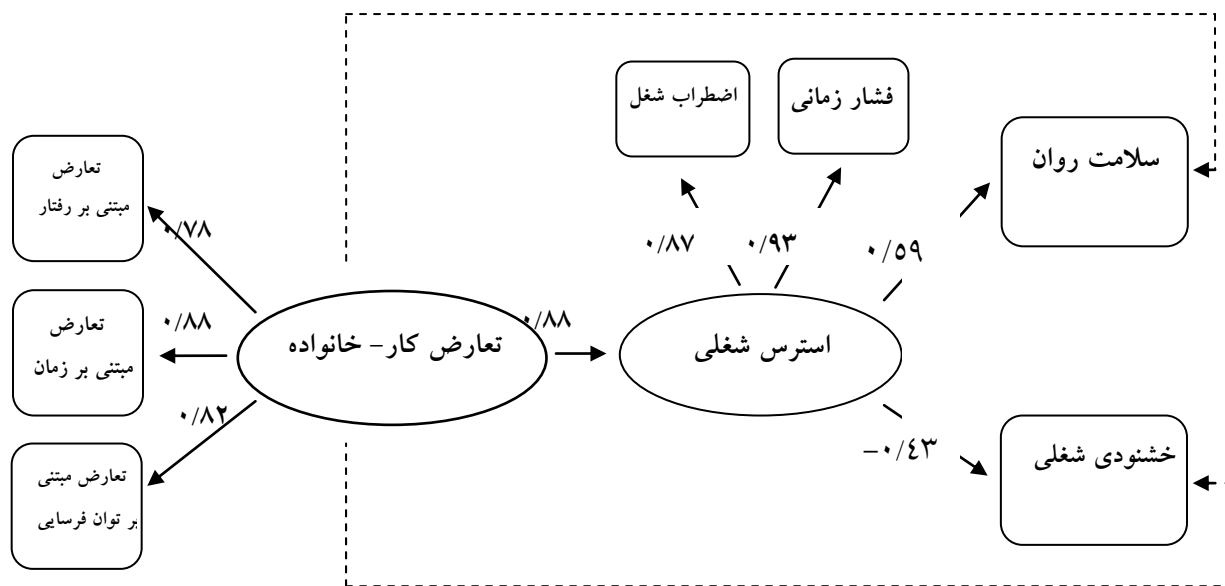 اضطراب شغل
فشار زمانی
سلامت روان
تعارض
مبتنی بر رفتار
۰/۷۸
۰/۸۷
۰/۹۳
۰/۵۹
تعارض
مبتنی بر زمان
۰/۸۸
تعارض کار- خانواده
۰/۸۸
استرس شغلی
۰/۸۲
-۰/٤۳
خشنودی شغلی
تعارض مبتنی
بر توان فرسایی